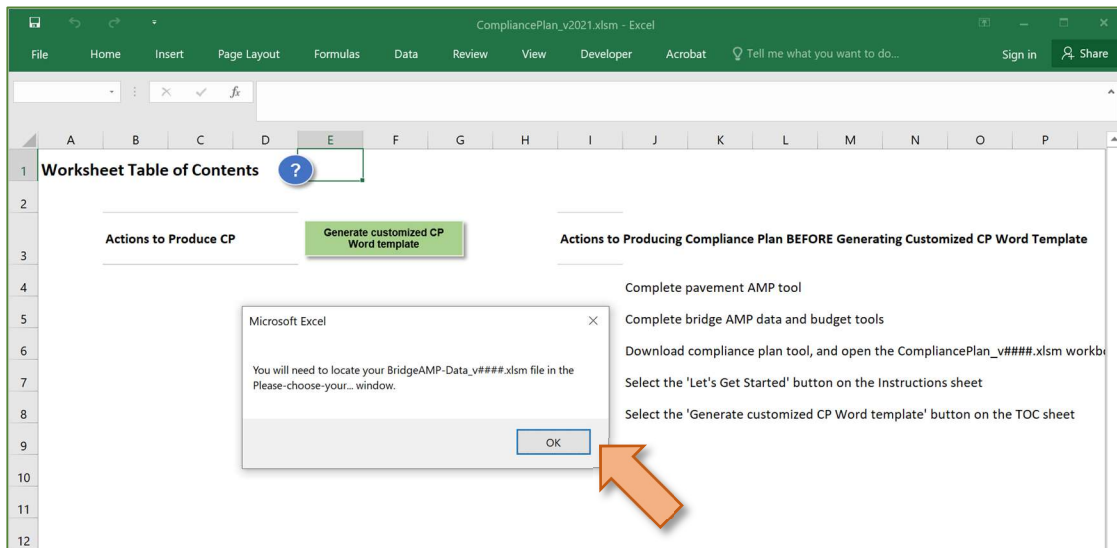 CompliancePlan_v2021.xlsm - Excel
File Home Insert Page Layout Formulas Data Review View Developer Acrobat Tell me what you want to do... Sign in Share
fx
A B C D E F G H I J K L M N O P
1 Worksheet Table of Contents ?
2
Generate customized CP
Word template
3 Actions to Produce CP Actions to Producing Compliance Plan BEFORE Generating Customized CP Word Template
4 Complete pavement AMP tool
5 Complete bridge AMP data and budget tools
6 Download compliance plan tool, and open the CompliancePlan_v####.xlsm workb
7 Select the 'Let's Get Started' button on the Instructions sheet
8 Select the 'Generate customized CP Word template' button on the TOC sheet
9
10
11
12
Microsoft Excel
You will need to locate your BridgeAMP-Data_v####.xlsm file in the
Please-choose-your... window.
OK